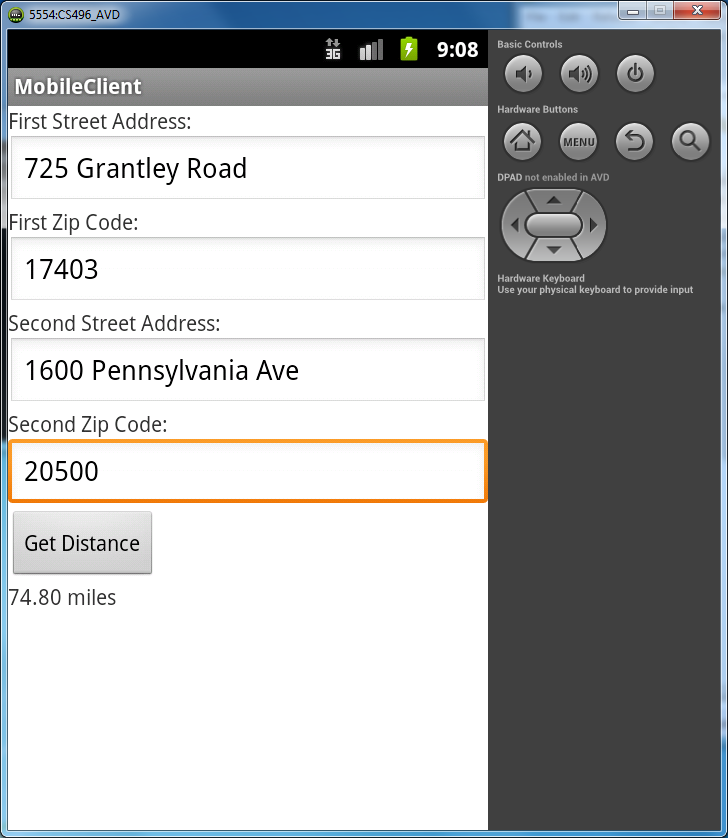 5554:CS496_AVD
3G 9:08
MobileClient
First Street Address:
725 Grantley Road
First Zip Code:
17403
Second Street Address:
1600 Pennsylvania Ave
Second Zip Code:
20500
Get Distance
74.80 miles
Basic Controls
Hardware Buttons
MENU
DPAD not enabled in AVD
Hardware Keyboard
Use your physical keyboard to provide input